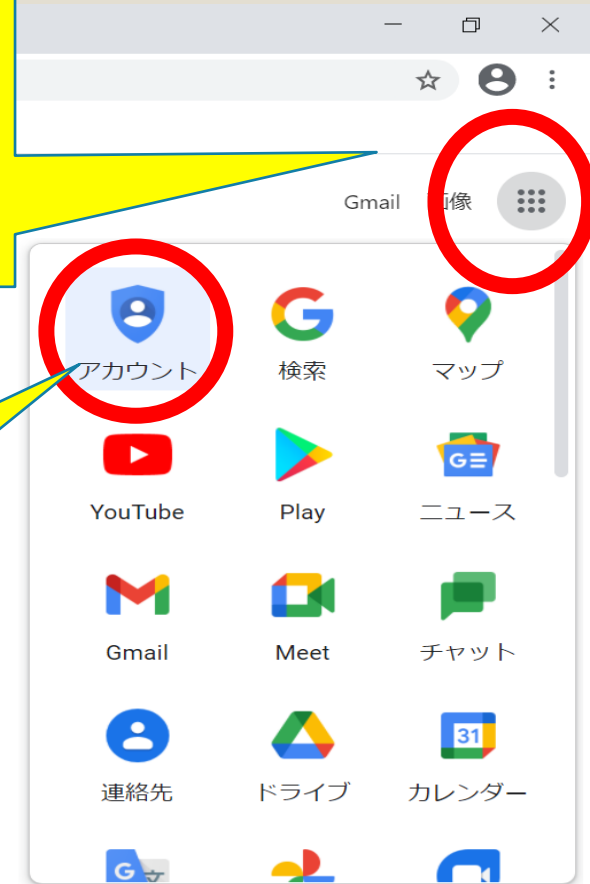 Gmail 画像
アカウント 検索 マップ
YouTube Play ニュース
Gmail Meet チャット
連絡先 ドライブ カレンダー